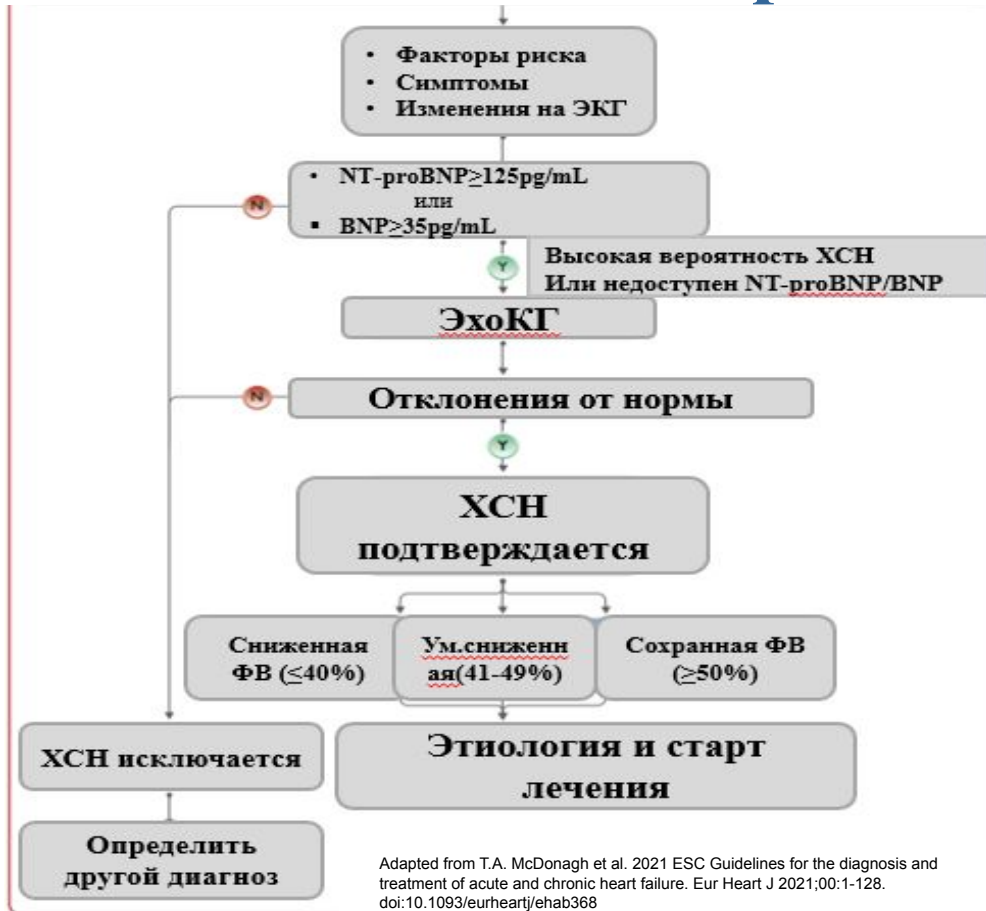 • Факторы риска
• Симптомы
• Изменения на ЭКГ
• NT-proBNP≥125pg/mL
или
▪ BNP≥35pg/mL
N
Y
Высокая вероятность ХСН
Или недоступен NT-proBNP/BNP
ЭхоКГ
N
Отклонения от нормы
Y
ХСН
подтверждается
Сниженная
ФВ (≤40%)
Ум.сниженн
ая(41-49%)
Сохранная ФВ
(≥50%)
ХСН исключается
Этиология и старт
лечения
Определить
другой диагноз
Adapted from T.A. McDonagh et al. 2021 ESC Guidelines for the diagnosis and
treatment of acute and chronic heart failure. Eur Heart J 2021;00:1-128.
doi:10.1093/eurheartj/ehab368